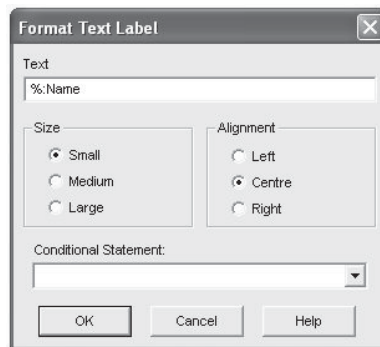 Format Text Label
Text
%:Name
Size
Small
Medium
Large
Alignment
Left
Centre
Right
Conditional Statement:
OK Cancel Help